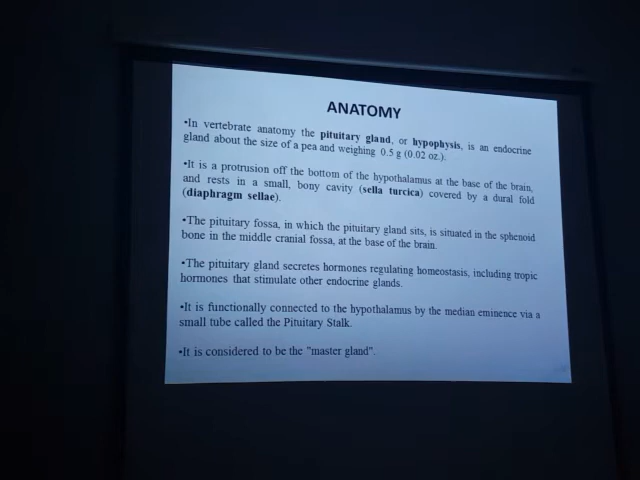 ANATOMY
•In vertebrate anatomy the pituitary gland, or hypophysis, is an endocrine
gland about the size of a pea and weighing 0.5 g (0.02 oz.).
•It is a protrusion off the bottom of the hypothalamus at the base of the brain,
and rests in a small, bony cavity (sella turcica) covered by a dural fold
(diaphragm sellae).
•The pituitary fossa, in which the pituitary gland sits, is situated in the sphenoid
bone in the middle cranial fossa, at the base of the brain.
•The pituitary gland secretes hormones regulating homeostasis, including tropic
hormones that stimulate other endocrine glands.
•It is functionally connected to the hypothalamus by the median eminence via a
small tube called the Pituitary Stalk.
•It is considered to be the "master gland".